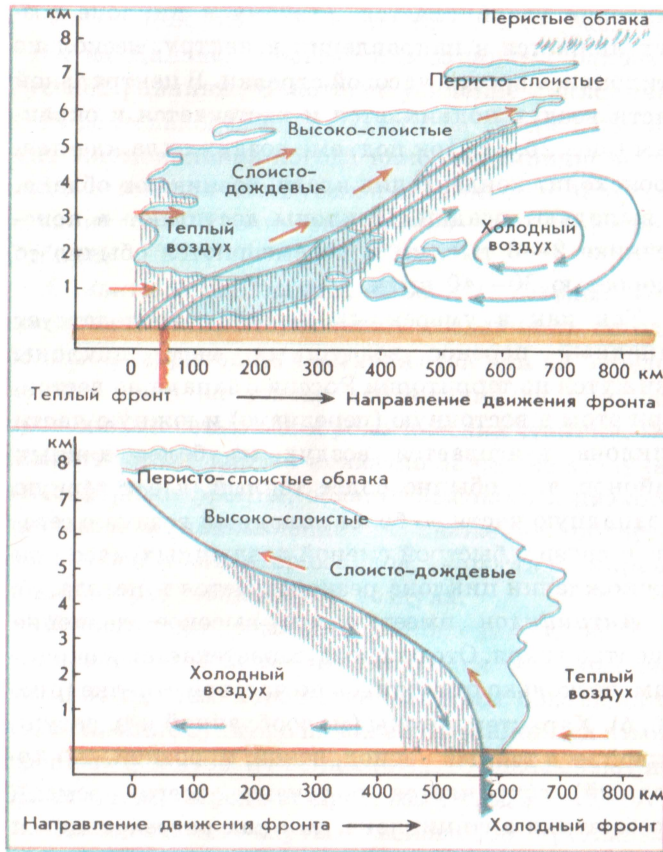 км
8
7
6
5
4
3
2
1
Перистые облака
Перисто-слоистые
Высоко-слоистые
Слоисто-
дождевые
Теплый
воздух
Холодный
воздух
0 100 200 300 400 500 600 700 800 км
Теплый фронт → Направление движения фронта
км
8
7
6
5
4
3
2
1
Перисто-слоистые облака
Высоко-слоистые
Слоисто-дождевые
Холодный
воздух
Теплый
воздух
0 100 200 300 400 500 600 700 800 км
Направление движения фронта → Холодный фронт